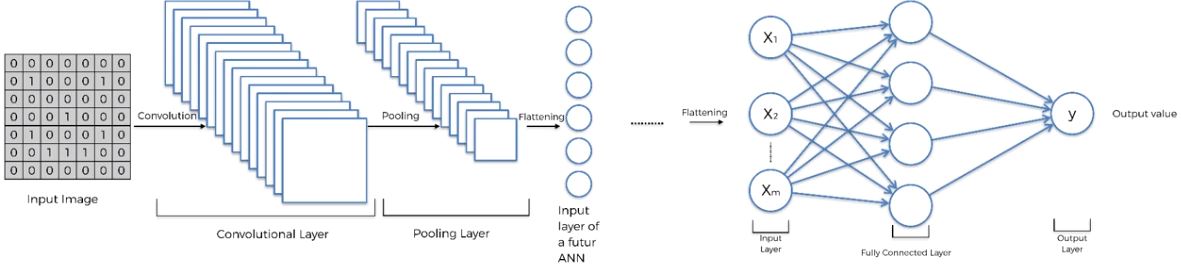 0 0 0 0 0 0 0
0 1 0 0 0 1 0
0 0 0 0 0 0 0
0 0 0 1 0 0 0
0 1 0 0 0 1 0
0 0 1 1 1 0 0
0 0 0 0 0 0 0
Input Image
Convolution
Convolutional Layer
Pooling
Pooling Layer
Flattening
Input
layer of
a futur
ANN
..........
Flattening
X1
X2
Xm
Input
Layer
Fully Connected Layer
y
Output
Layer
Output value